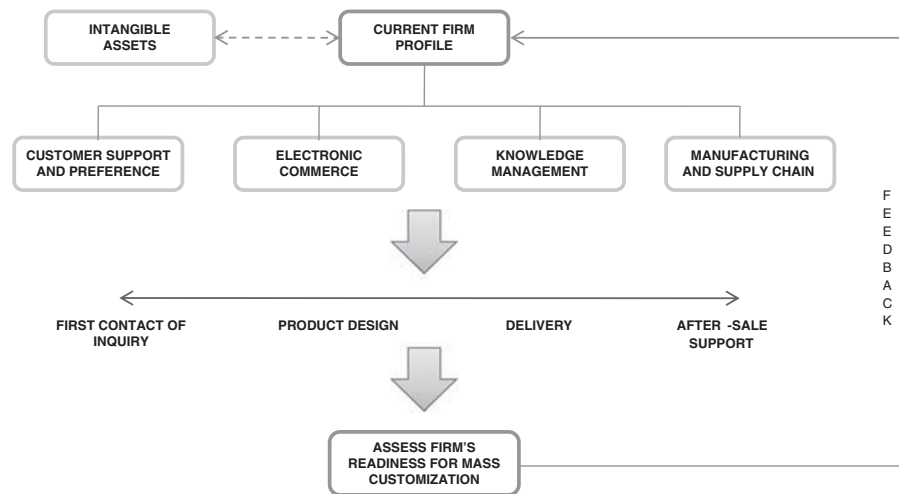 INTANGIBLE
ASSETS
CURRENT FIRM
PROFILE
CUSTOMER SUPPORT
AND PREFERENCE
ELECTRONIC
COMMERCE
KNOWLEDGE
MANAGEMENT
MANUFACTURING
AND SUPPLY CHAIN
F
E
E
D
B
A
C
K
FIRST CONTACT OF
INQUIRY
PRODUCT DESIGN
DELIVERY
AFTER -SALE
SUPPORT
ASSESS FIRM'S
READINESS FOR MASS
CUSTOMIZATION